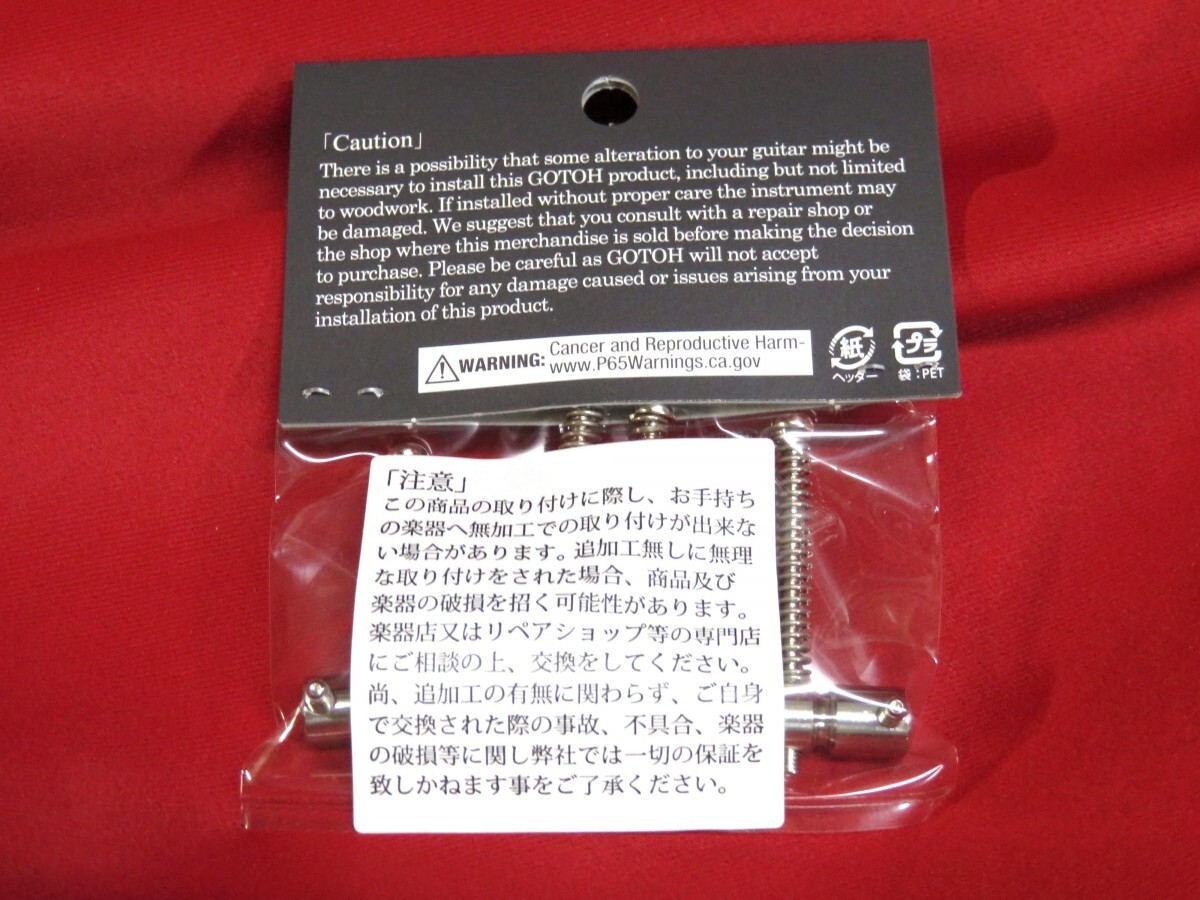 「Caution」
There is a possibility that some alteration to your guitar might be
necessary to install this GOTOH product, including but not limited
to woodwork. If installed without proper care the instrument may
be damaged. We suggest that you consult with a repair shop or
the shop where this merchandise is sold before making the decision
to purchase. Please be careful as GOTOH will not accept
responsibility for any damage caused or issues arising from your
installation of this product.
WARNING: Cancer and Reproductive Harm-
www.P65Warnings.ca.gov
紙
ヘッダー
プラ
袋:PET
「注意」
この商品の取り付けに際し、お手持ち
の楽器へ無加工での取り付けが出来な
い場合があります。追加工無しに無理
な取り付けをされた場合、商品及び
楽器の破損を招く可能性があります。
楽器店又はリペアショップ等の専門店
にご相談の上、交換をしてください。
尚、追加工の有無に関わらず、ご自身
で交換された際の事故、不具合、楽器
の破損等に関し弊社では一切の保証を
致しかねます事をご了承ください。